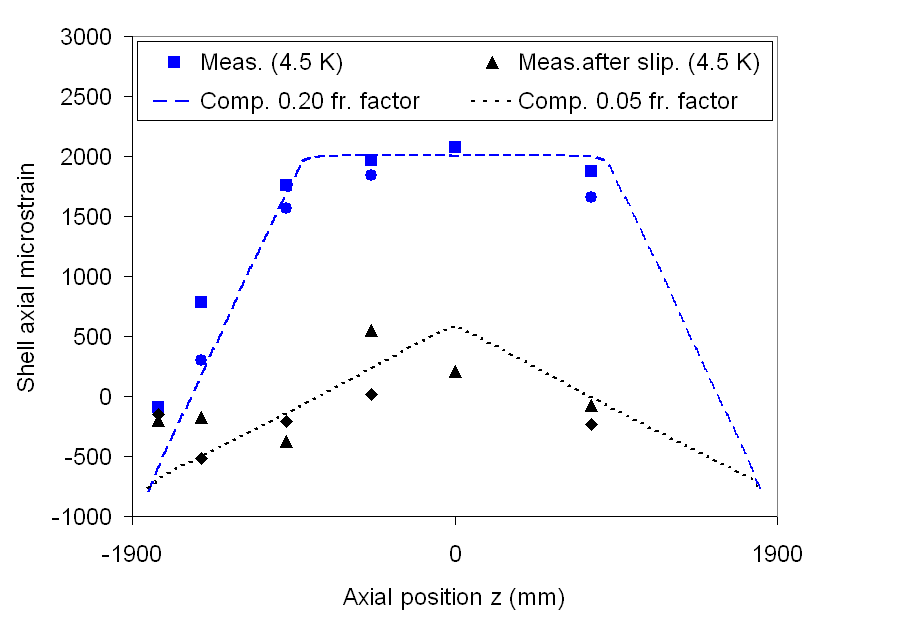 3000
2500
2000
1500
1000
500
0
-500
-1000
Meas. (4.5 K)
Meas.after slip. (4.5 K)
Comp. 0.20 fr. factor
Comp. 0.05 fr. factor
Shell axial microstrain
-1900 0 1900
Axial position z (mm)